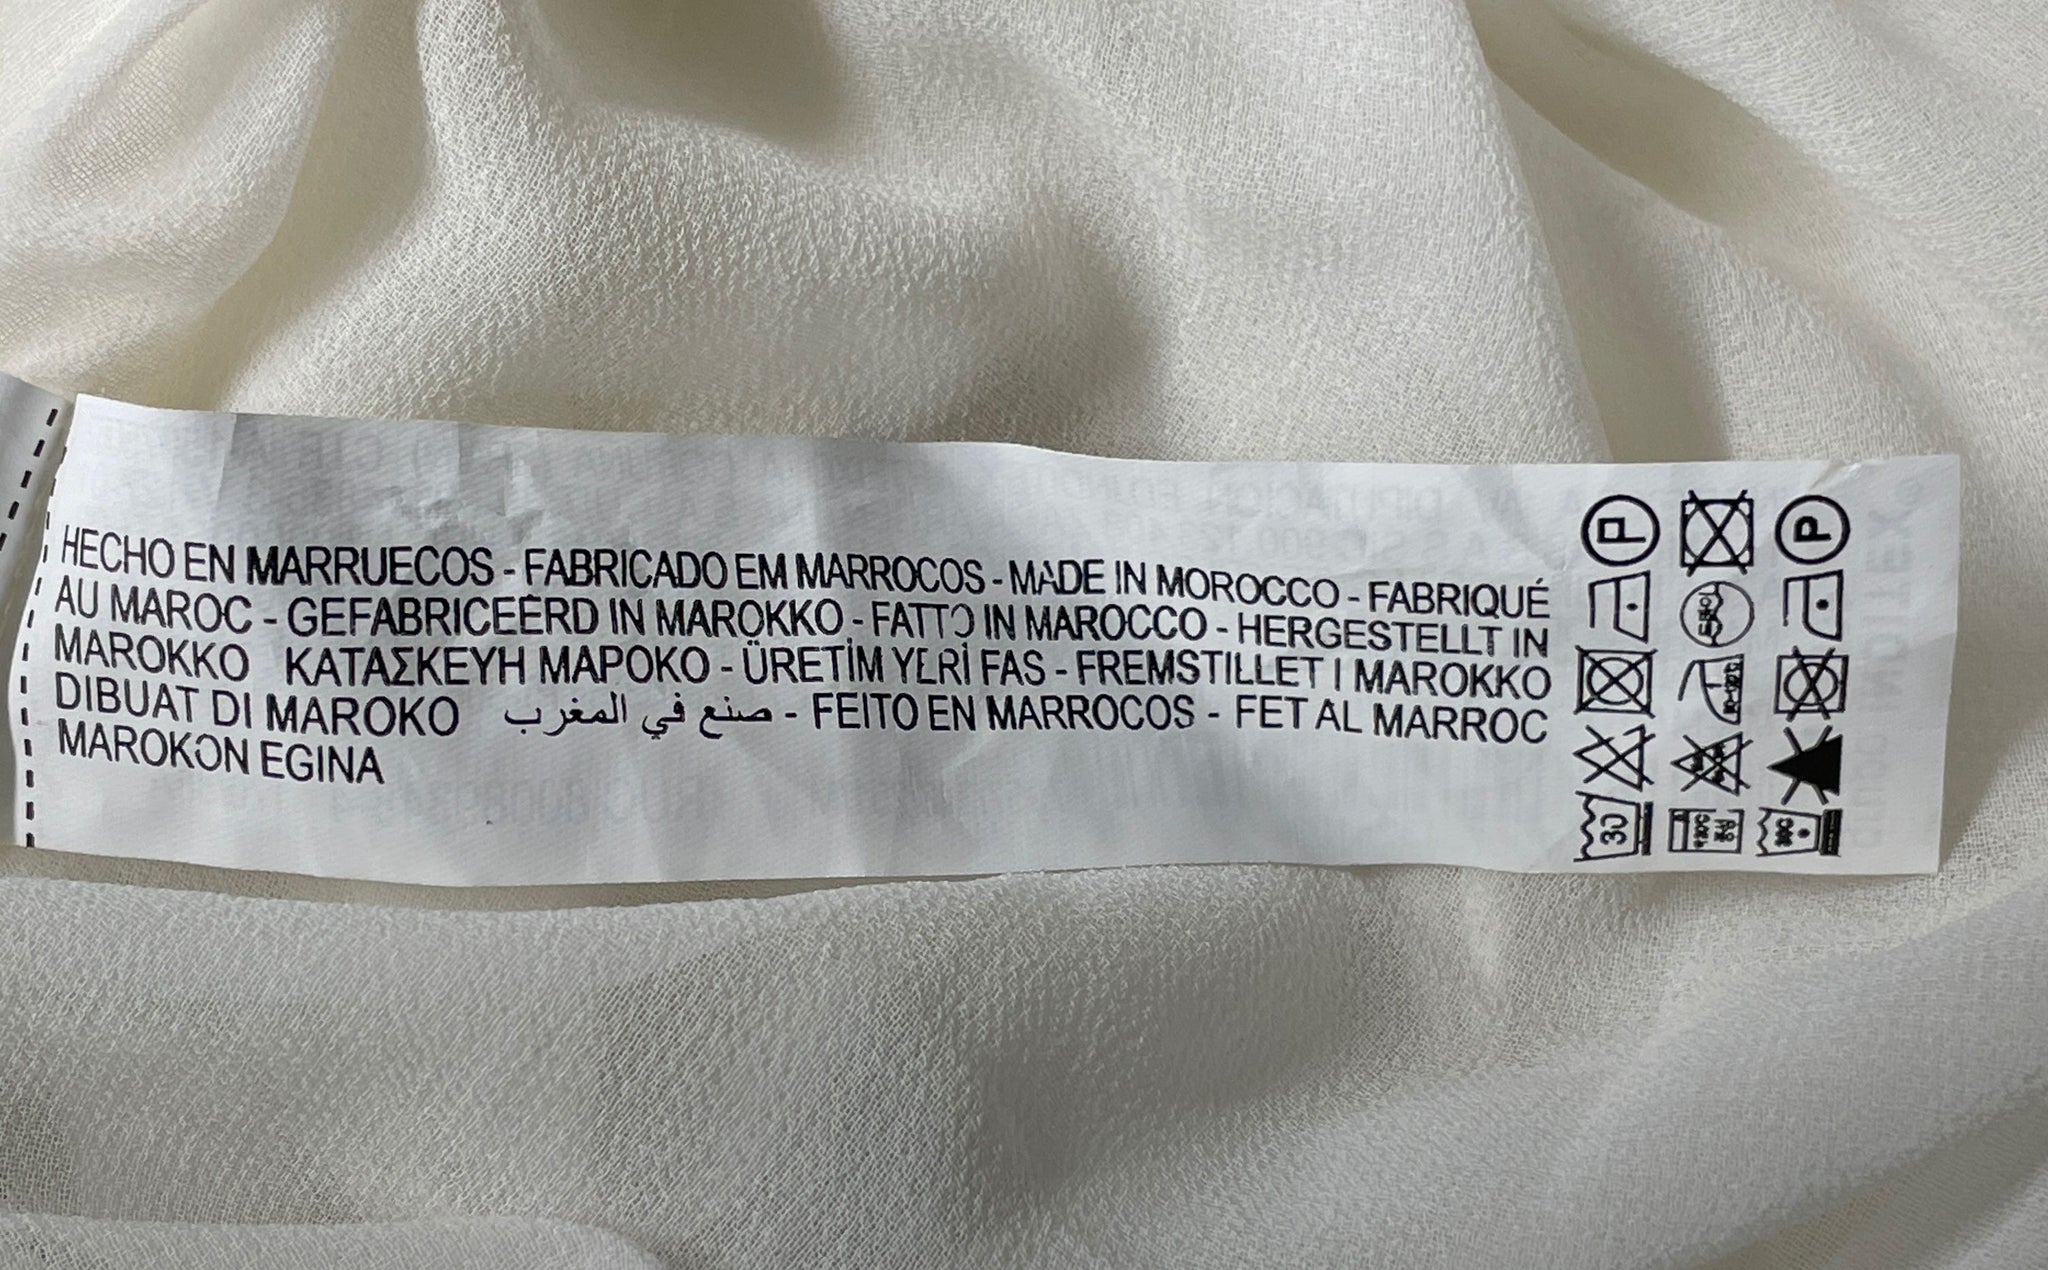 HECHO EN MARRUECOS - FABRICADO EM MARROCOS - MADE IN MOROCCO - FABRIQUÉ
AU MAROC - GEFABRICEERD IN MAROKKO - FATTO IN MAROCCO - HERGESTELLT IN
MAROKKO ΚΑΤΑΣΚΕΥΗ ΜΑΡΟΚΟ - ÜRETİM YERİ FAS - FREMSTILLET I MAROKKO
DIBUAT DI MAROKO صنع في المغرب - FEITO EN MARROCOS - FET AL MARROC
MAROKON EGINA
P P
30